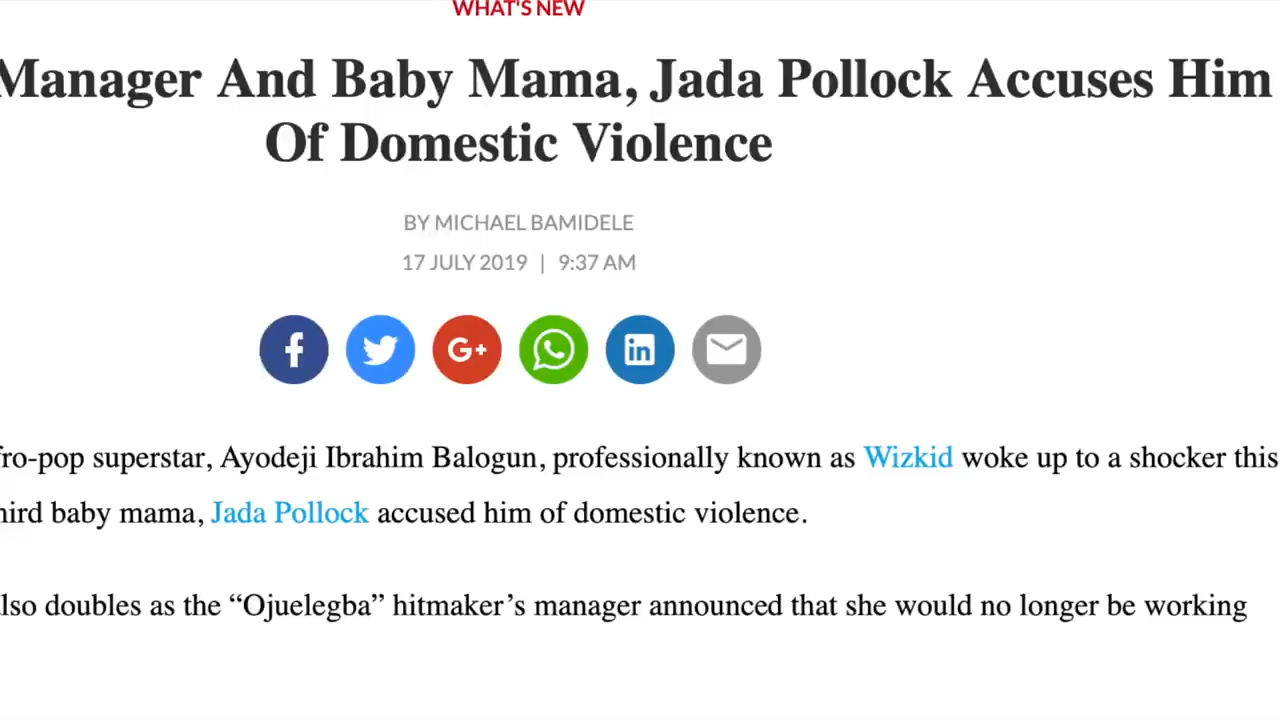 WHAT'S NEW
Manager And Baby Mama, Jada Pollock Accuses Him
Of Domestic Violence
BY MICHAEL BAMIDELE
17 JULY 2019 | 9:37 AM
f G+ in
fro-pop superstar, Ayodeji Ibrahim Balogun, professionally known as Wizkid woke up to a shocker this
hird baby mama, Jada Pollock accused him of domestic violence.
lso doubles as the “Ojuelegba” hitmaker’s manager announced that she would no longer be working